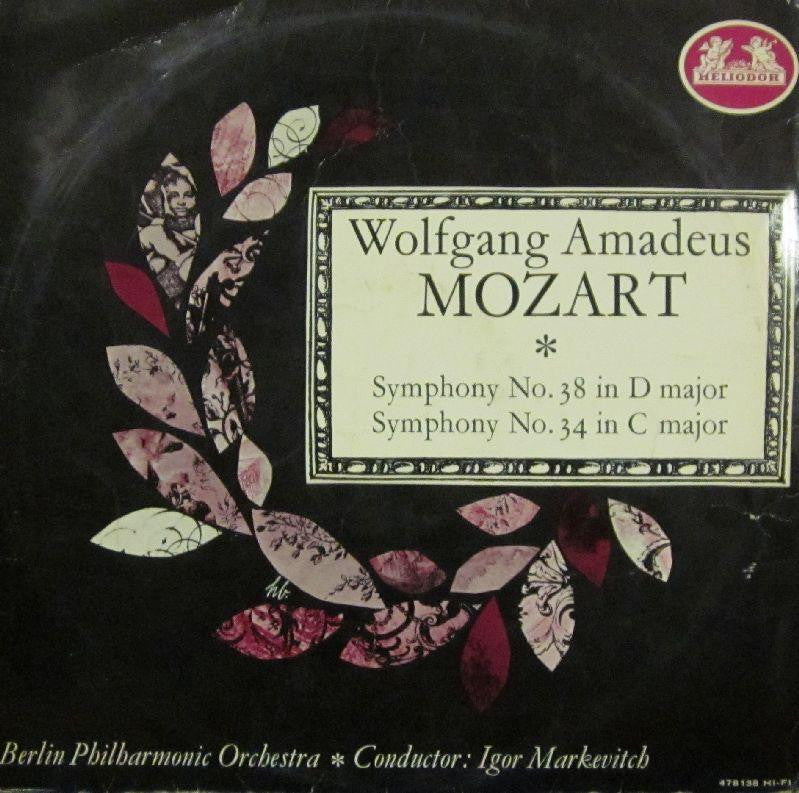 HELIODOR
Wolfgang Amadeus
MOZART
*
Symphony No. 38 in D major
Symphony No. 34 in C major
hb.
Berlin Philharmonic Orchestra * Conductor: Igor Markevitch
478138 HI-FI